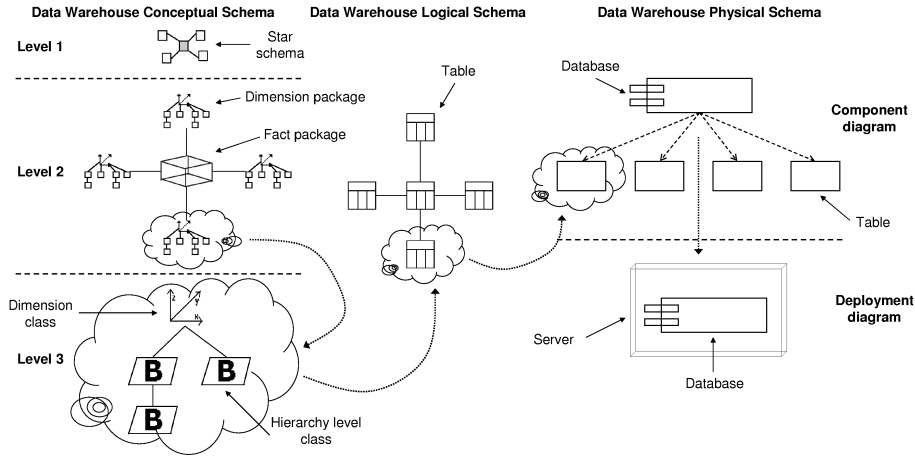 Data Warehouse Conceptual Schema
Data Warehouse Logical Schema
Data Warehouse Physical Schema
Level 1
Star
schema
Dimension package
Fact package
Level 2
Table
Database
Component
diagram
Table
Dimension
class
Z
Y
X
Level 3
B
B
B
Hierarchy level
class
Deployment
diagram
Server
Database